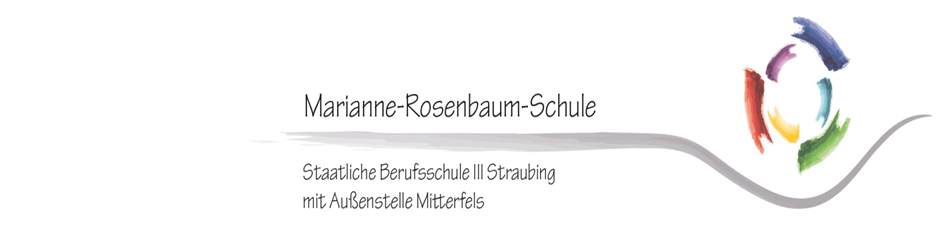 Marianne-Rosenbaum-Schule
Staatliche Berufsschule III Straubing
mit Außenstelle Mitterfels